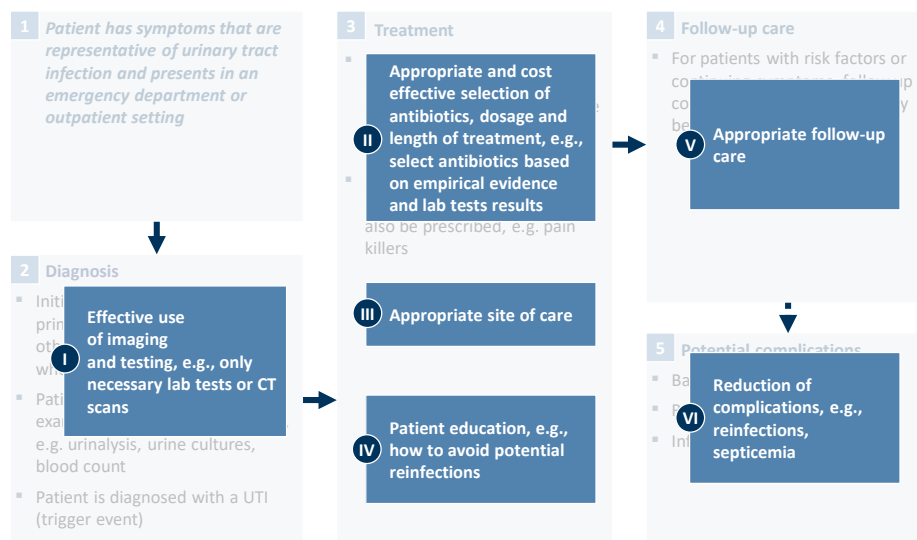 1
Patient has symptoms that are
representative of urinary tract
infection and presents in an
emergency department or
outpatient setting
2 Diagnosis
I
Effective use
of imaging
and testing, e.g., only
necessary lab tests or CT
scans
e.g. urinalysis, urine cultures,
blood count
▪ Patient is diagnosed with a UTI
(trigger event)
3 Treatment
II
Appropriate and cost
effective selection of
antibiotics, dosage and
length of treatment, e.g.,
select antibiotics based
on empirical evidence
and lab tests results
also be prescribed, e.g. pain
killers
III
Appropriate site of care
IV
Patient education, e.g.,
how to avoid potential
reinfections
4 Follow-up care
▪ For patients with risk factors or
V
Appropriate follow-up
care
5 Potential complications
VI
Reduction of
complications, e.g.,
reinfections,
septicemia